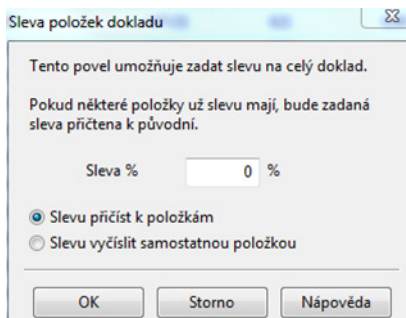 Sleva položek dokladu
Tento povel umožňuje zadat slevu na celý doklad.
Pokud některé položky už slevu mají, bude zadaná
sleva přičtena k původní.
Sleva % 0 %
Slevu přičíst k položkám
Slevu vyčíslit samostatnou položkou
OK Storno Nápověda